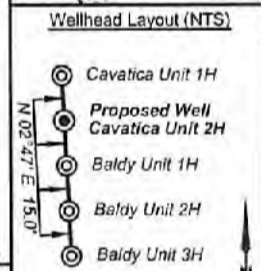 Wellhead Layout (NTS)
Cavatica Unit 1H
Proposed Well
Cavatica Unit 2H
N 02°47' E 15.0'
Baldy Unit 1H
Baldy Unit 2H
Baldy Unit 3H